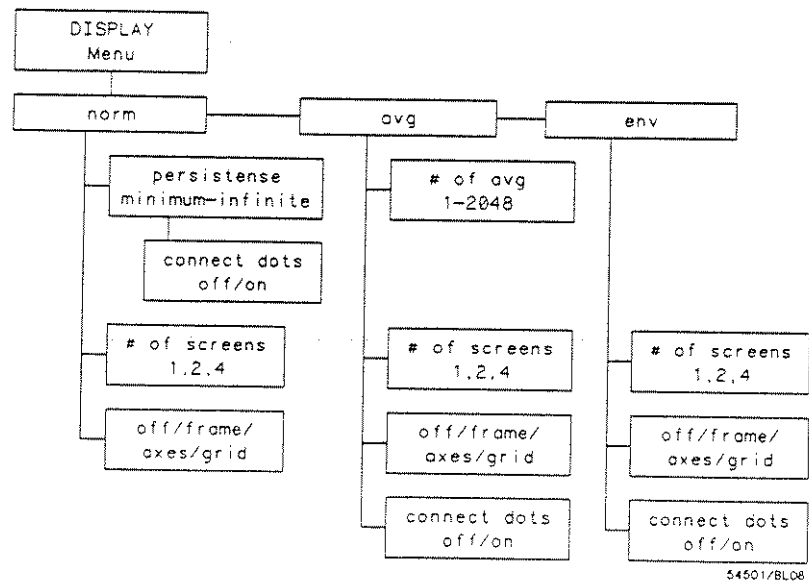 DISPLAY
Menu
norm
avg
env
persistense
minimum-infinite
# of avg
1-2048
connect dots
off/on
# of screens
1,2,4
# of screens
1,2,4
# of screens
1,2,4
off/frame/
axes/grid
off/frame/
axes/grid
off/frame/
axes/grid
connect dots
off/on
connect dots
off/on
54501/BL08